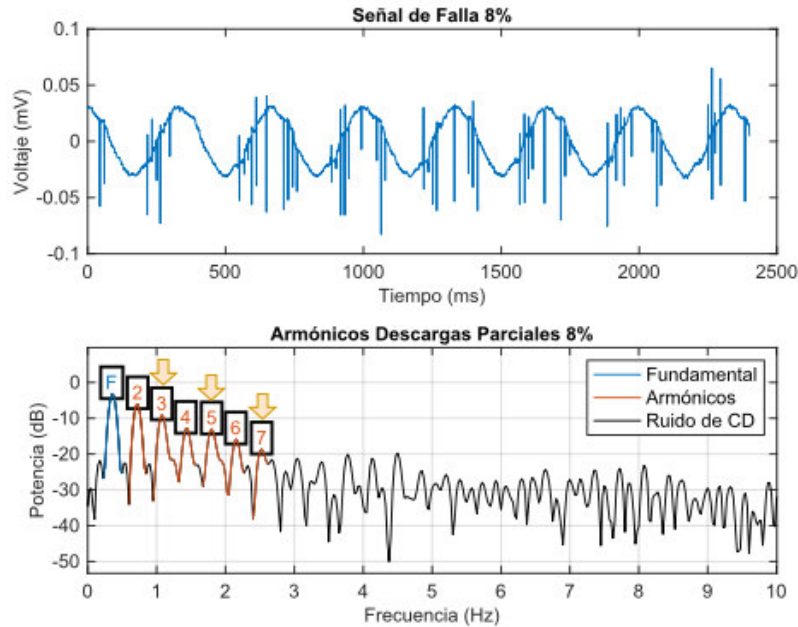 Señal de Falla 8%
0.1
0.05
0
-0.05
-0.1
Voltaje (mV)
0 500 1000 1500 2000 2500
Tiempo (ms)
Armónicos Descargas Parciales 8%
0
-10
-20
-30
-40
-50
Potencia (dB)
F 2 3 4 5 6 7
Fundamental
Armónicos
Ruido de CD
0 1 2 3 4 5 6 7 8 9 10
Frecuencia (Hz)